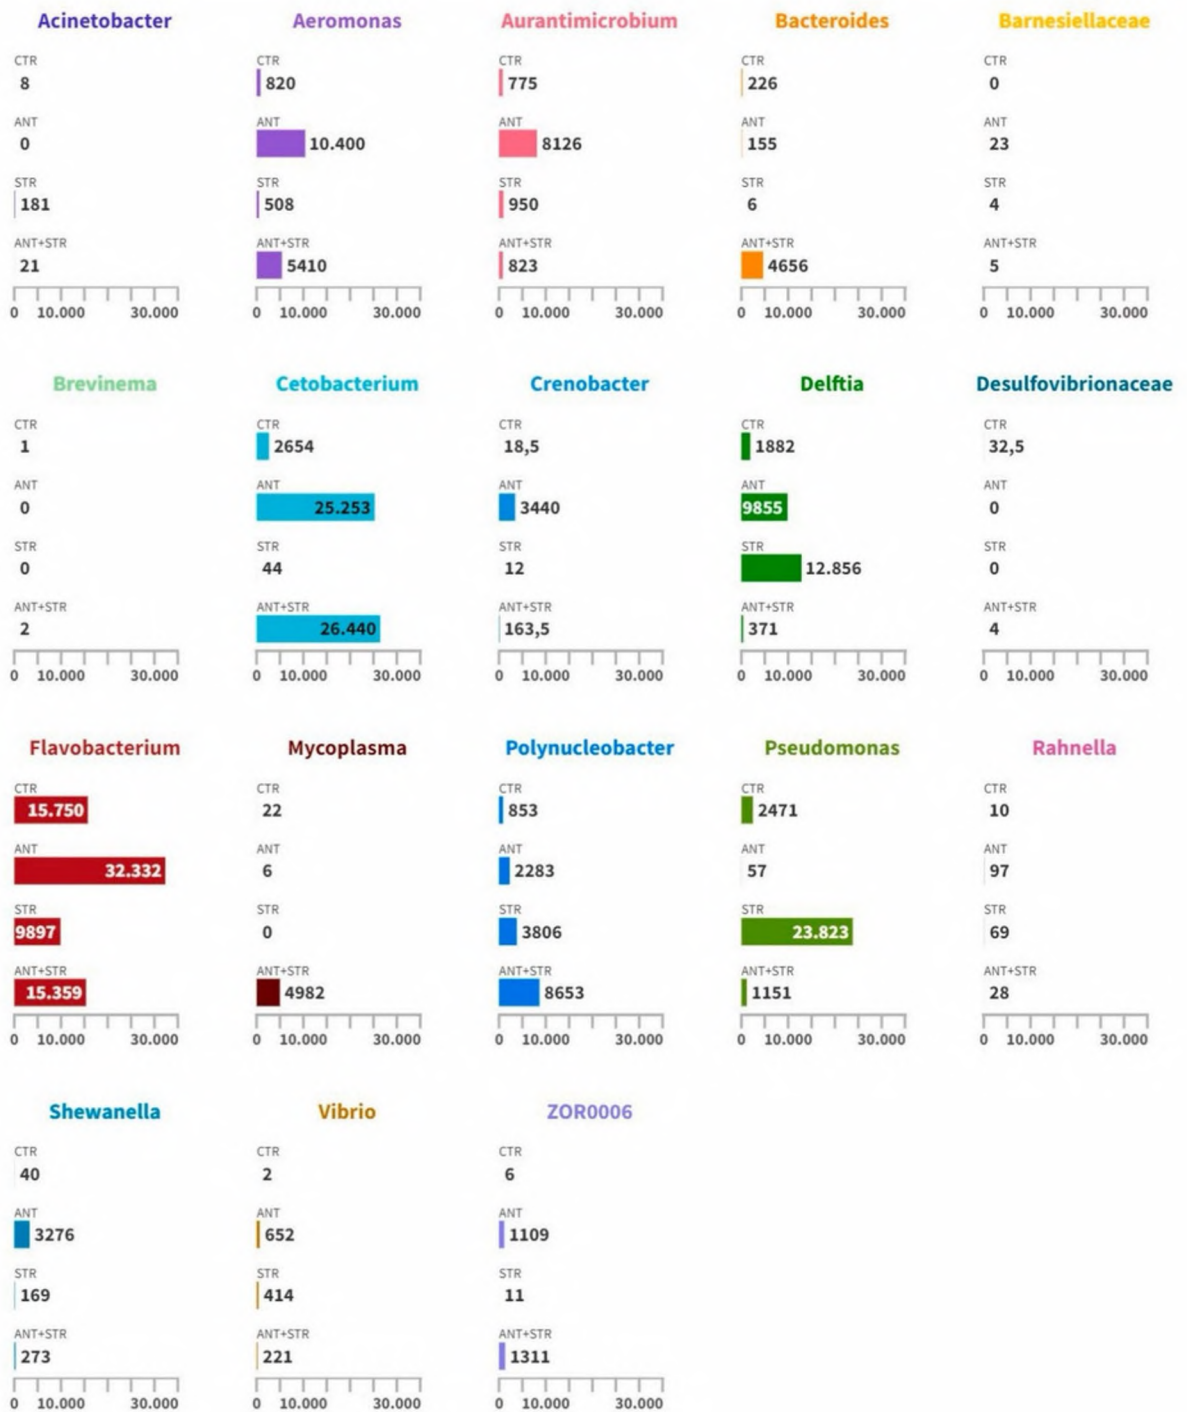 Acinetobacter Aeromonas Aurantimicrobium Bacteroides Barnesiellaceae
CTR CTR CTR CTR CTR
8 820 775 226 0
ANT ANT ANT ANT ANT
0 10.400 8126 155 23
STR STR STR STR STR
181 508 950 6 4
ANT+STR ANT+STR ANT+STR ANT+STR ANT+STR
21 5410 823 4656 5
0 10.000 30.000 0 10.000 30.000 0 10.000 30.000 0 10.000 30.000 0 10.000 30.000
Brevinema Cetobacterium Crenobacter Delftia Desulfovibrionaceae
CTR CTR CTR CTR CTR
1 2654 18,5 1882 32,5
ANT ANT ANT ANT ANT
0 25.253 3440 9855 0
STR STR STR STR STR
0 44 12 12.856 0
ANT+STR ANT+STR ANT+STR ANT+STR ANT+STR
2 26.440 163,5 371 4
0 10.000 30.000 0 10.000 30.000 0 10.000 30.000 0 10.000 30.000 0 10.000 30.000
Flavobacterium Mycoplasma Polynucleobacter Pseudomonas Rahnella
CTR CTR CTR CTR CTR
15.750 22 853 2471 10
ANT ANT ANT ANT ANT
32.332 6 2283 57 97
STR STR STR STR STR
9897 0 3806 23.823 69
ANT+STR ANT+STR ANT+STR ANT+STR ANT+STR
15.359 4982 8653 1151 28
0 10.000 30.000 0 10.000 30.000 0 10.000 30.000 0 10.000 30.000 0 10.000 30.000
Shewanella Vibrio ZOR0006
CTR CTR CTR
40 2 6
ANT ANT ANT
3276 652 1109
STR STR STR
169 414 11
ANT+STR ANT+STR ANT+STR
273 221 1311
0 10.000 30.000 0 10.000 30.000 0 10.000 30.000